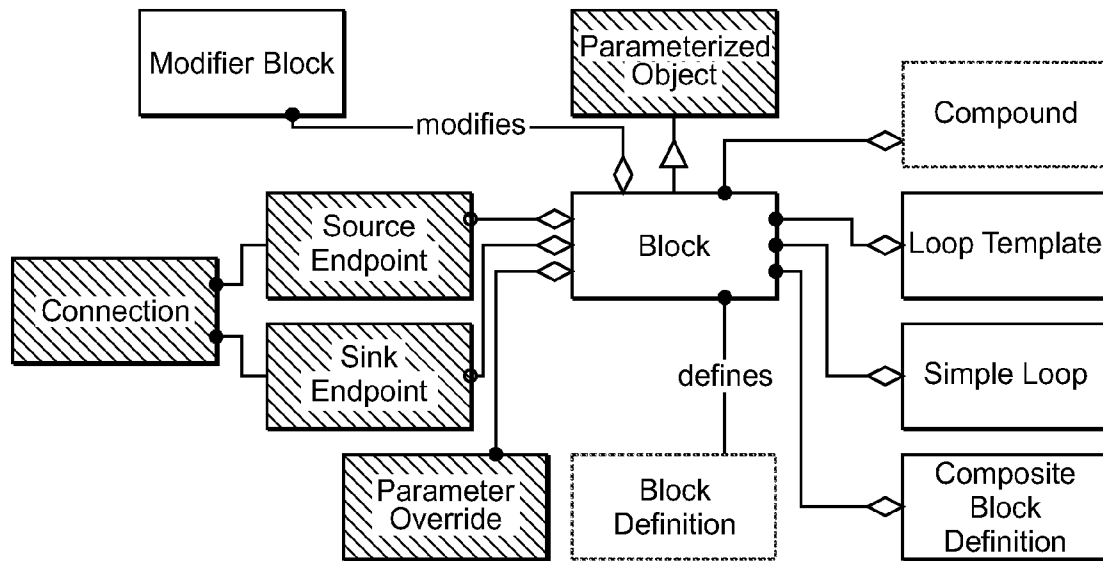 Modifier Block
Parameterized
Object
Compound
modifies
Source
Endpoint
Block
Loop Template
Connection
Sink
Endpoint
defines
Simple Loop
Parameter
Override
Block
Definition
Composite
Block
Definition